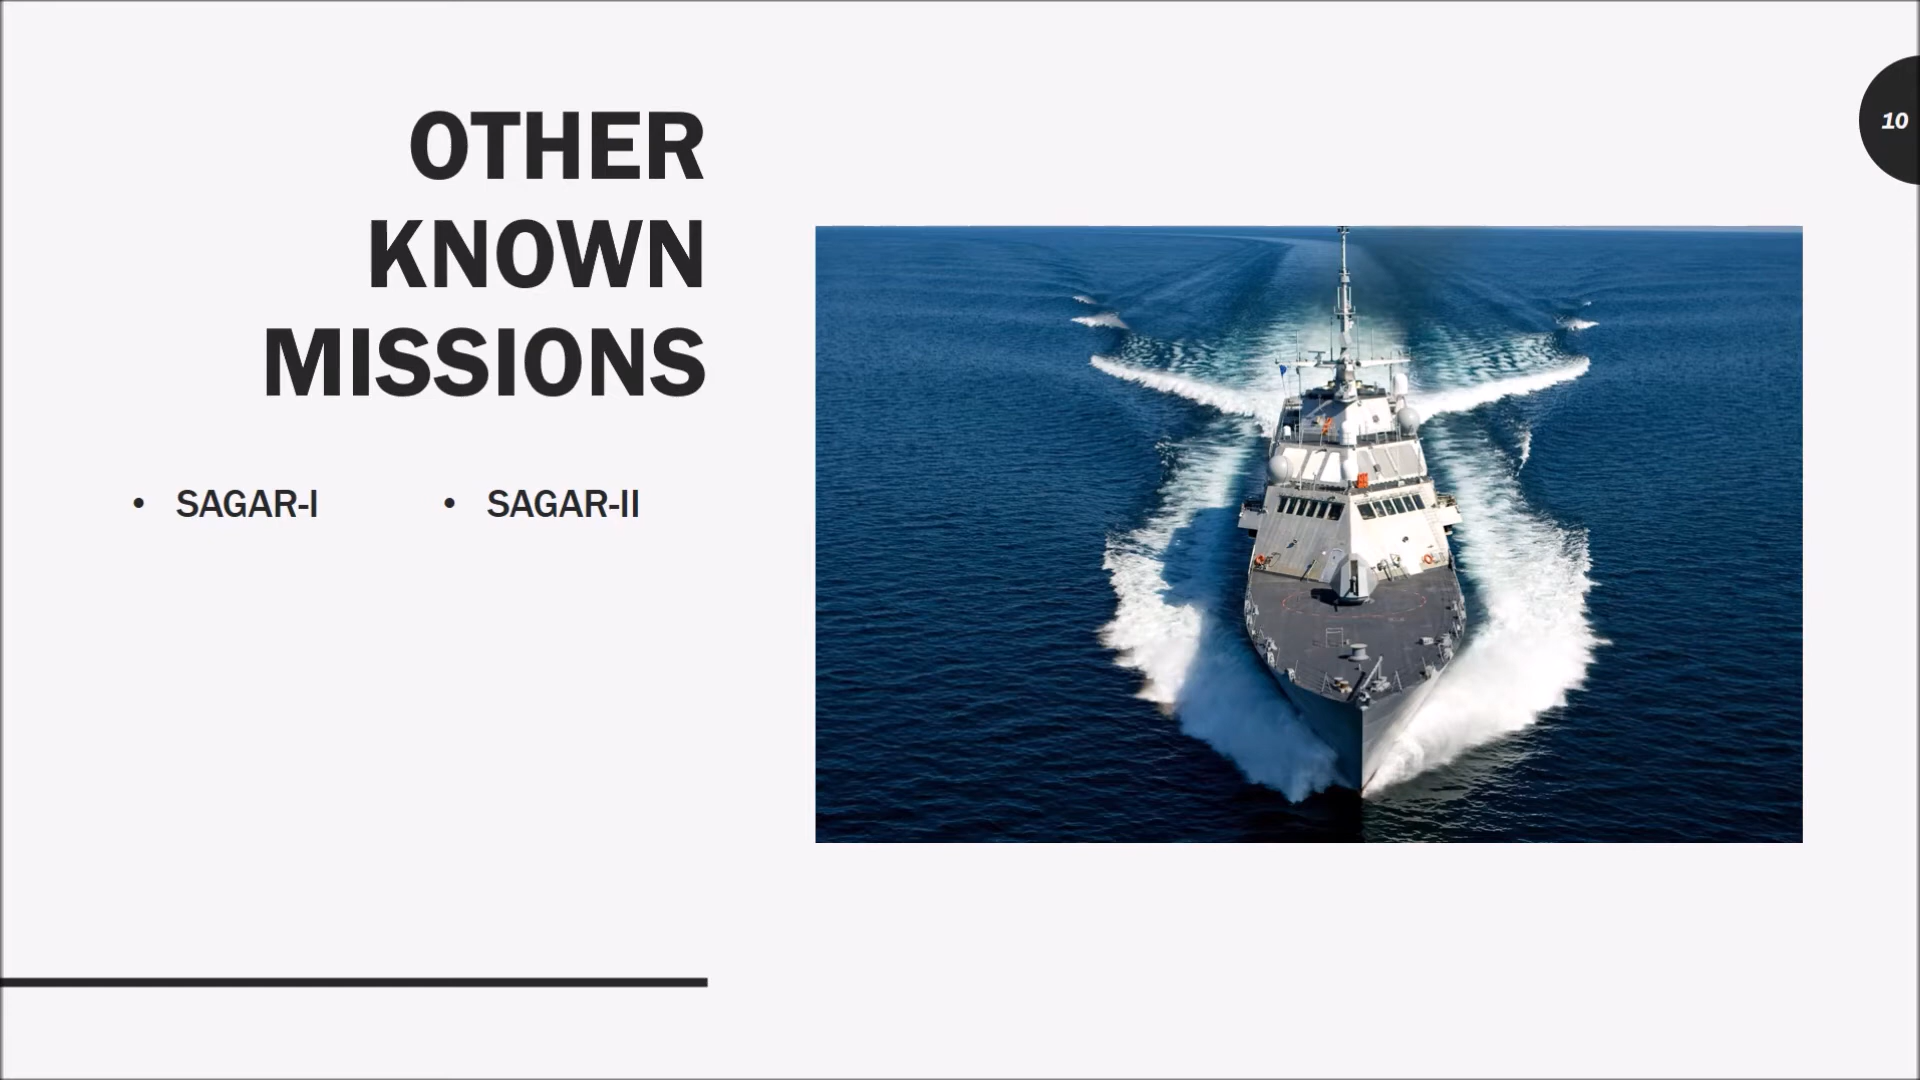 OTHER
KNOWN
MISSIONS
• SAGAR-I
• SAGAR-II
10